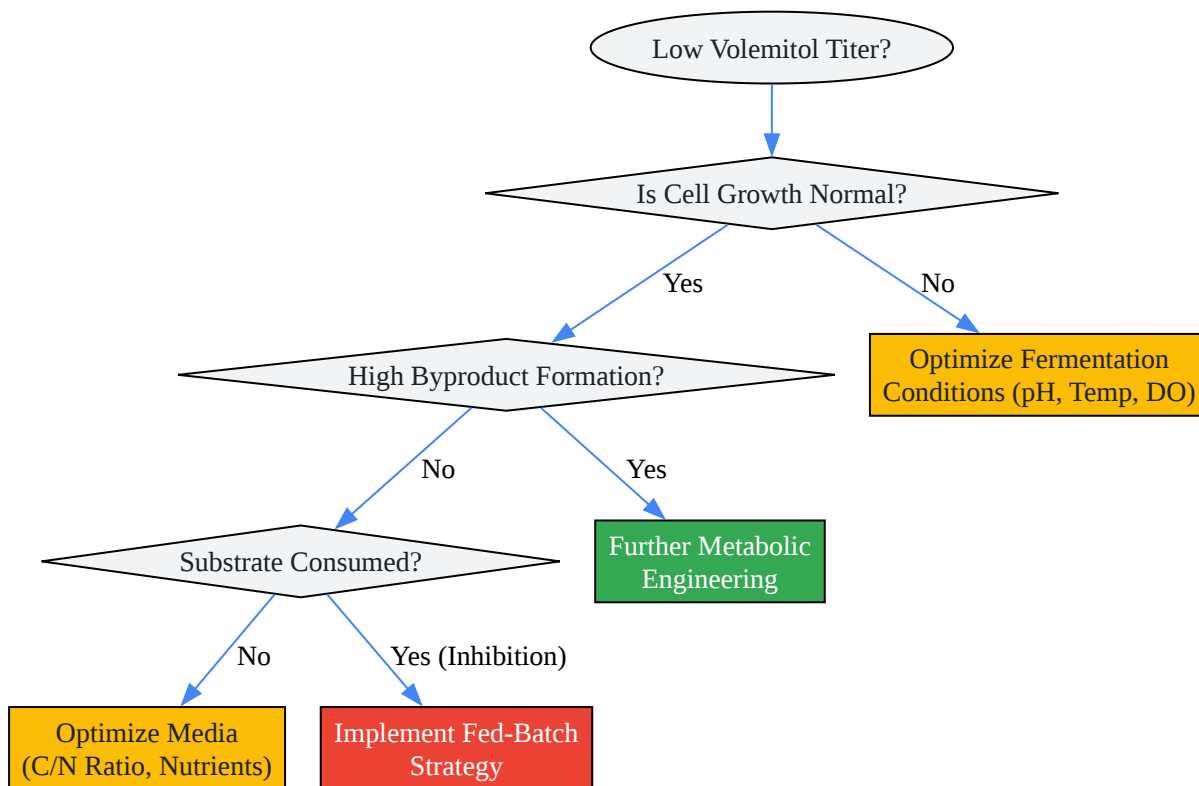 Low Volemitol Titer?
Is Cell Growth Normal?
Yes
No
High Byproduct Formation?
Optimize Fermentation
Conditions (pH, Temp, DO)
No
Yes
Substrate Consumed?
Further Metabolic
Engineering
No
Yes (Inhibition)
Optimize Media
(C/N Ratio, Nutrients)
Implement Fed-Batch
Strategy